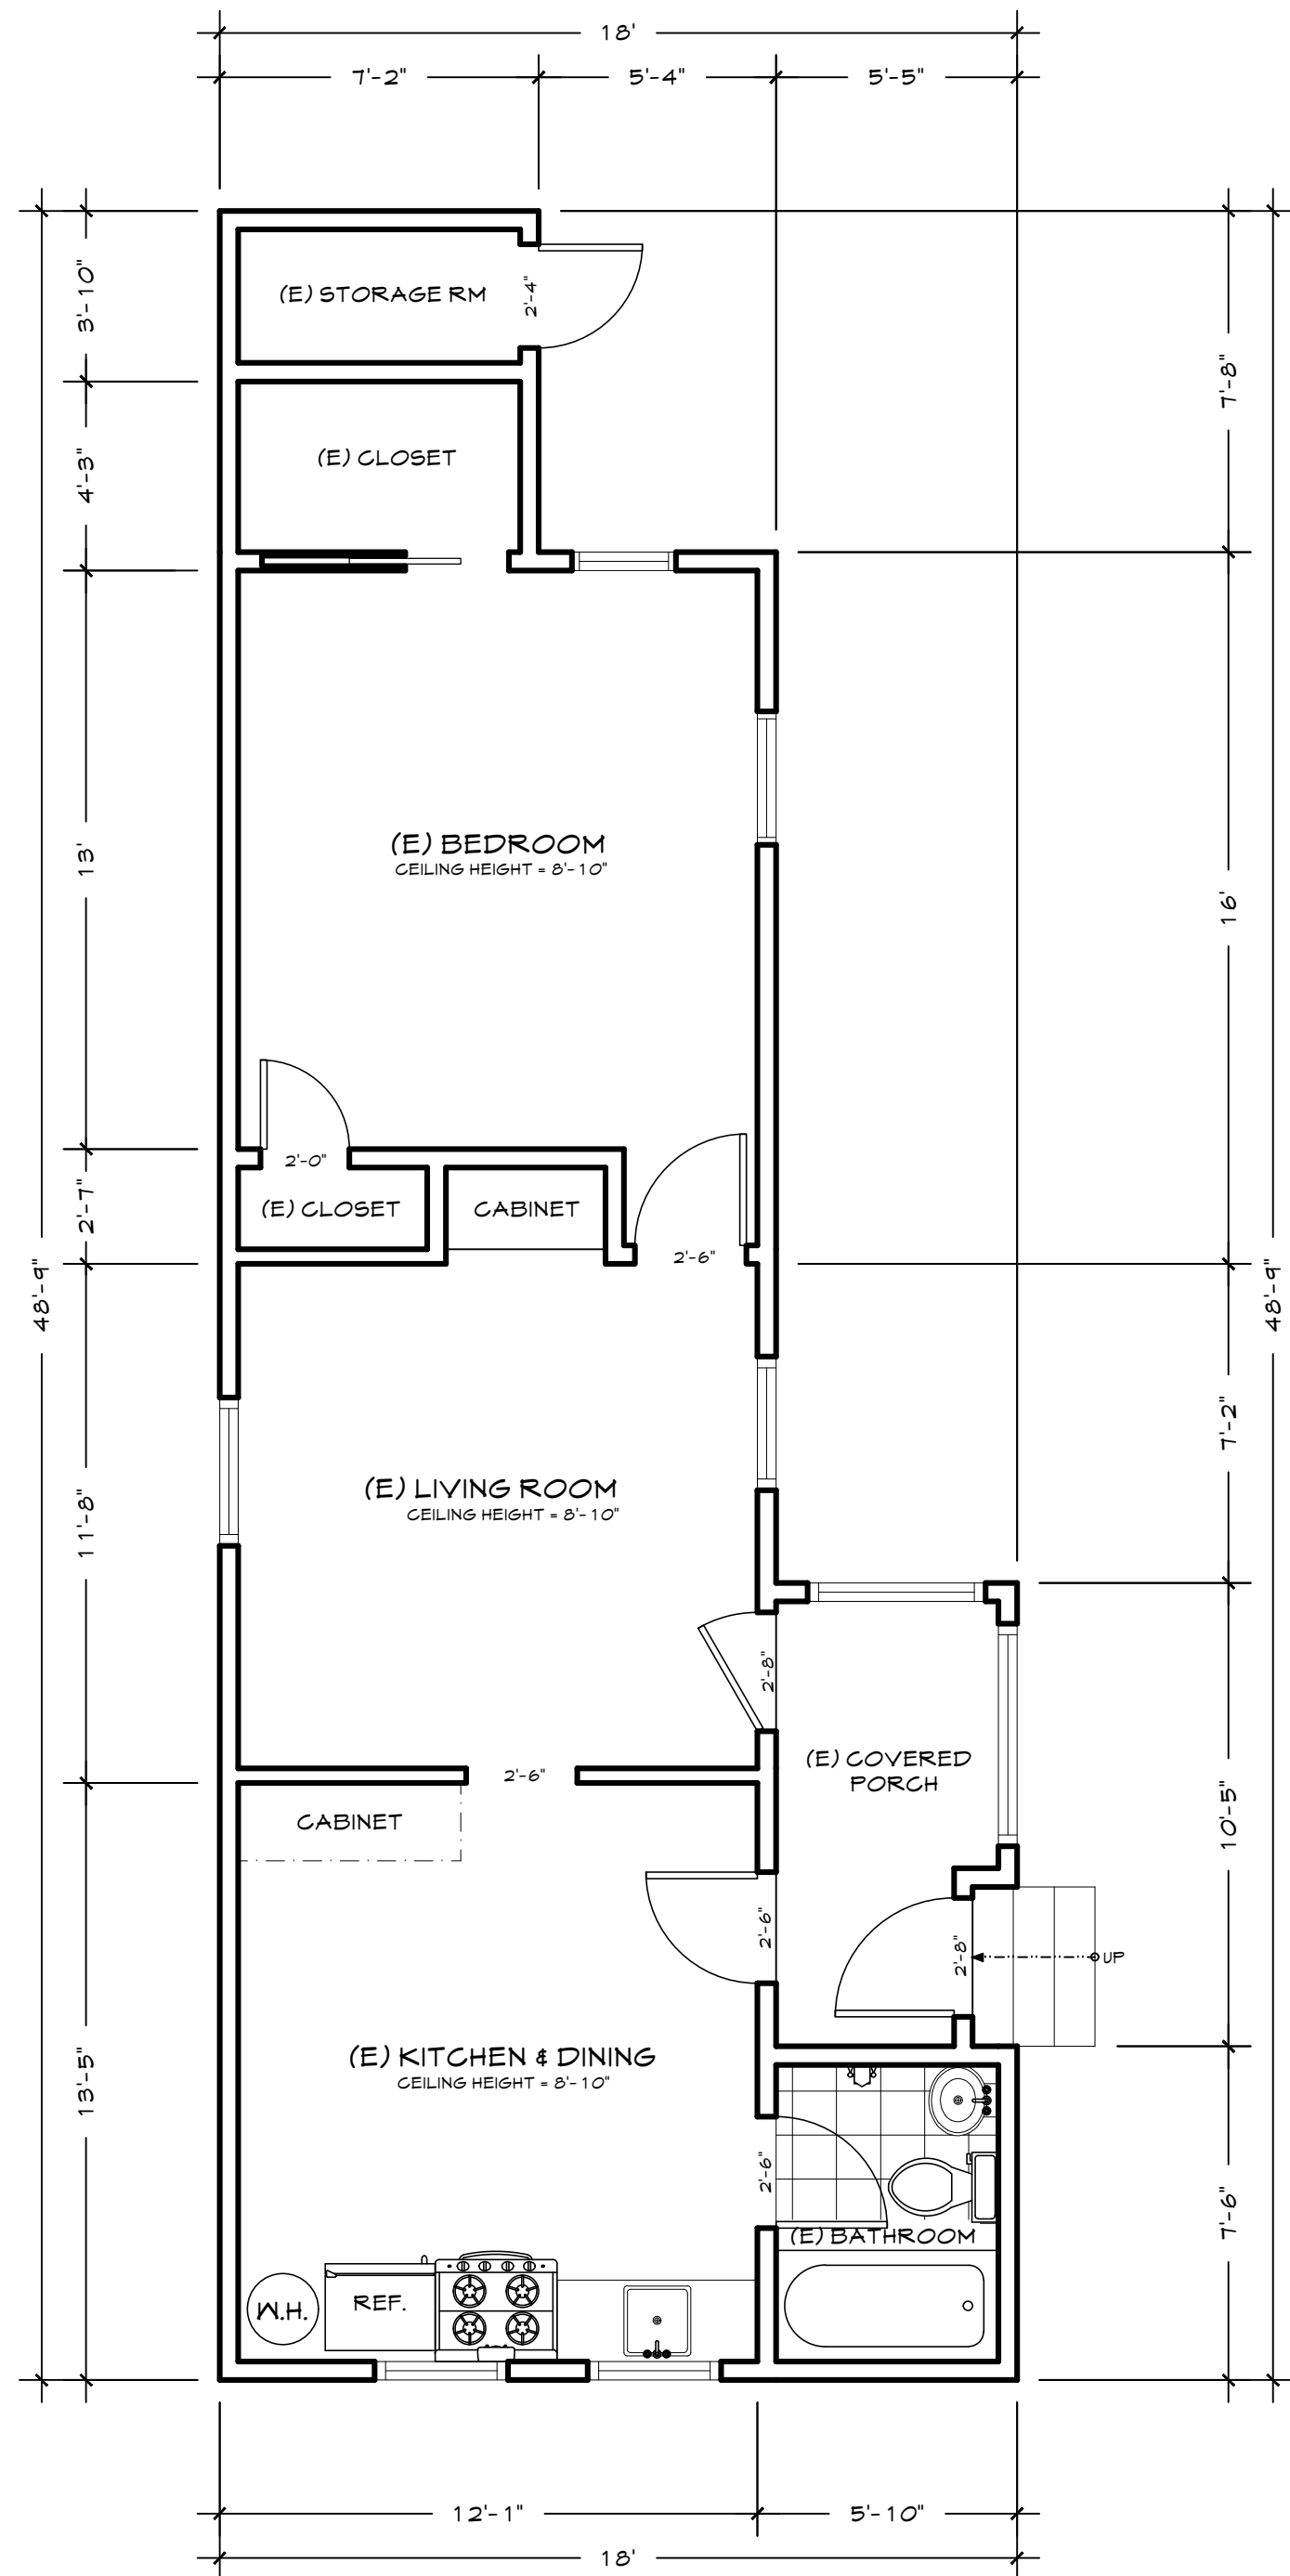 18'
7'-2"
5'-4"
5'-5"
3'-10"
(E) STORAGE RM
2'-4"
7'-8"
4'-3"
(E) CLOSET
13'
(E) BEDROOM
CEILING HEIGHT = 8'-10"
16'
2'-0"
2'-7"
(E) CLOSET
CABINET
2'-6"
48'-9"
48'-9"
11'-8"
(E) LIVING ROOM
CEILING HEIGHT = 8'-10"
7'-2"
2'-8"
(E) COVERED
PORCH
2'-6"
CABINET
10'-5"
2'-6"
2'-8"
UP
13'-5"
(E) KITCHEN & DINING
CEILING HEIGHT = 8'-10"
2'-6"
7'-6"
(E) BATHROOM
W.H.
REF.
12'-1"
5'-10"
18'